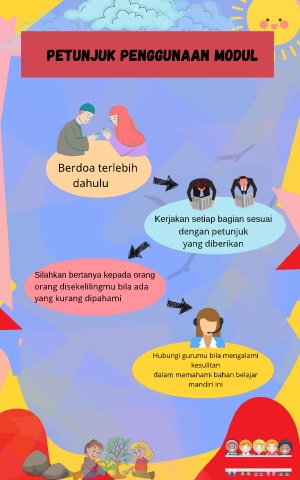 PETUNJUK PENGGUNAAN MODUL
Berdoa terlebih
dahulu
Kerjakan setiap bagian sesuai
dengan petunjuk
yang diberikan
Silahkan bertanya kepada orang
orang disekelilingmu bila ada
yang kurang dipahami
Hubungi gurumu bila mengalami
kesulitan
dalam memahami bahan belajar
mandiri ini